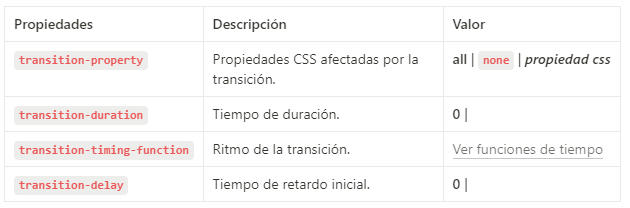 Propiedades Descripción Valor
transition-property Propiedades CSS afectadas por la all | none | propiedad css
transición.
transition-duration Tiempo de duración. 0 |
transition-timing-function Ritmo de la transición. Ver funciones de tiempo
transition-delay Tiempo de retardo inicial. 0 |